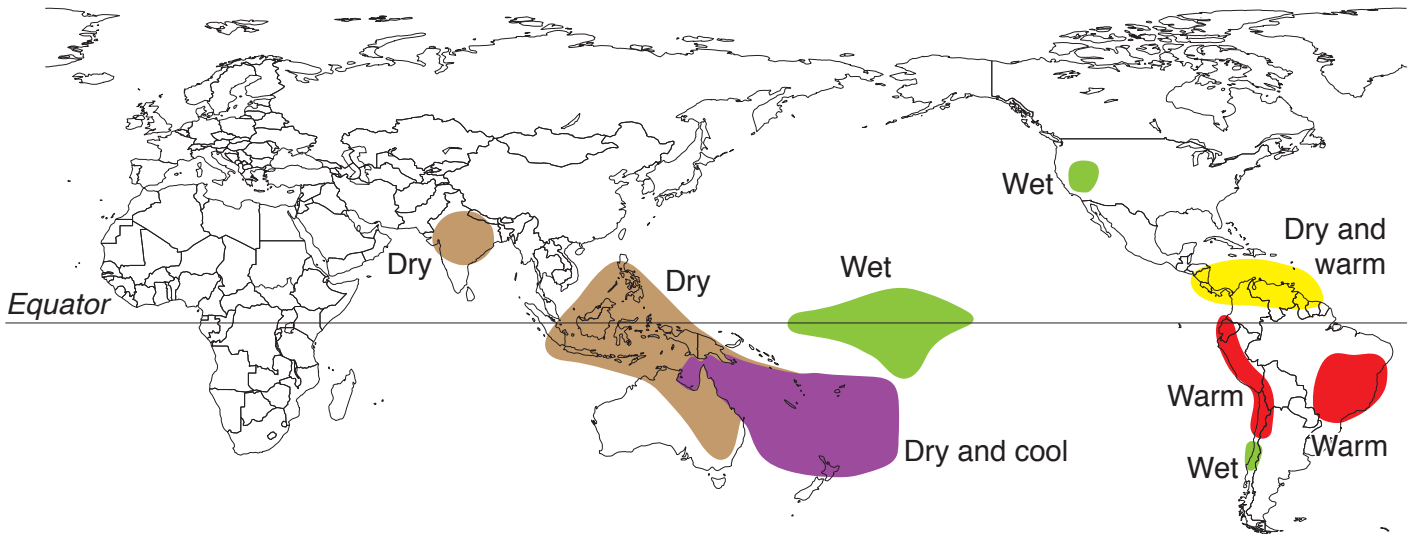 Wet
Dry and
warm
Dry
Dry
Wet
Equator
Warm
Dry and cool
Warm
Wet